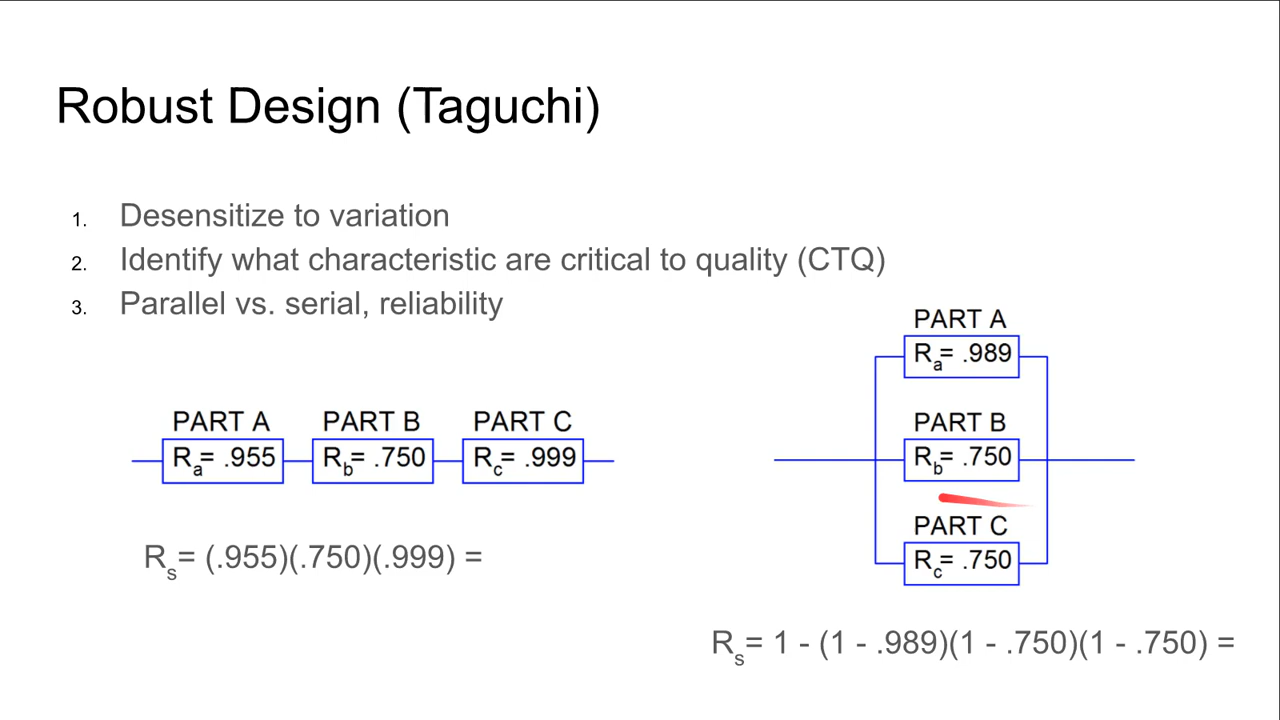 Robust Design (Taguchi)
1. Desensitize to variation
2. Identify what characteristic are critical to quality (CTQ)
3. Parallel vs. serial, reliability
PART A PART B PART C
Ra= .955 Rb= .750 Rc= .999
Rs= (.955)(.750)(.999) =
PART A
Ra= .989
PART B
Rb= .750
PART C
Rc= .750
Rs= 1 - (1 - .989)(1 - .750)(1 - .750) =